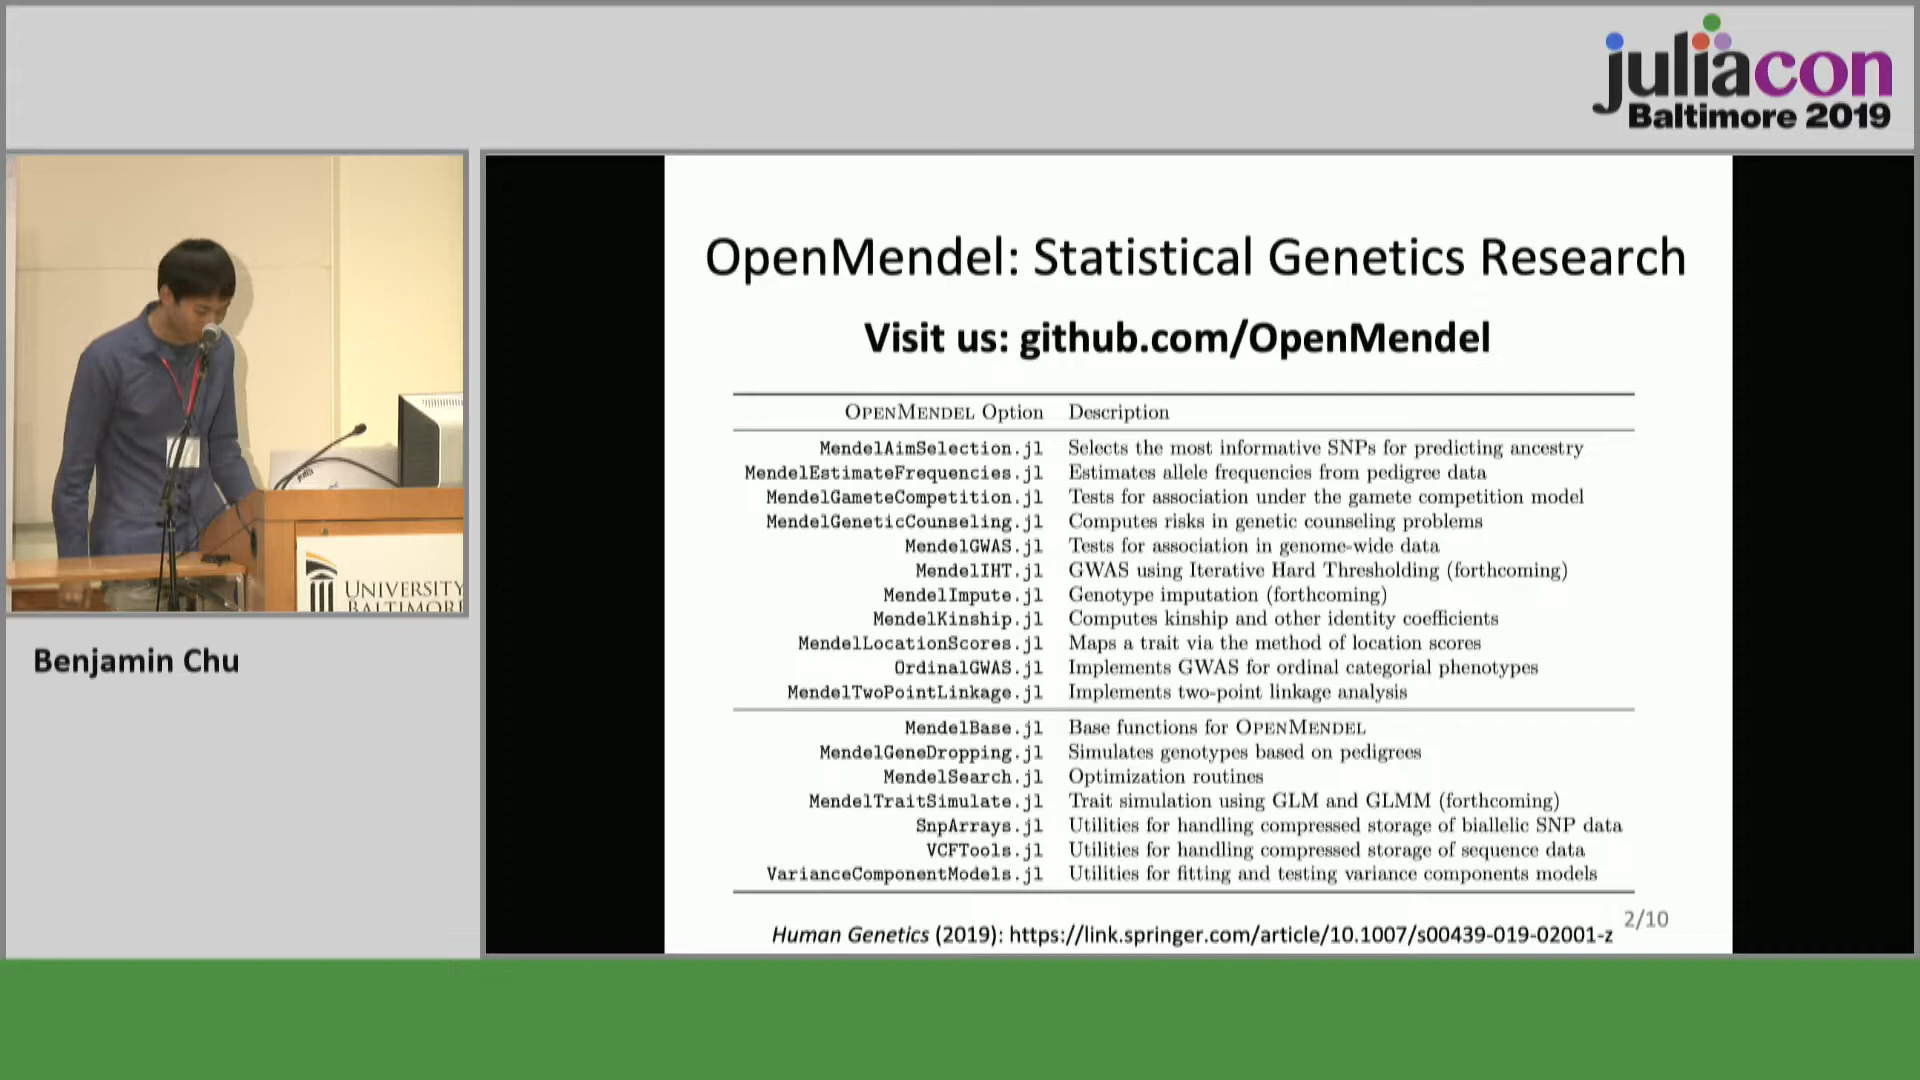 juliacon
Baltimore 2019
OpenMendel: Statistical Genetics Research
Visit us: github.com/OpenMendel
OPENMENDEL Option Description
MendelAimSelection.jl Selects the most informative SNPs for predicting ancestry
MendelEstimateFrequencies.jl Estimates allele frequencies from pedigree data
MendelGameteCompetition.jl Tests for association under the gamete competition model
MendelGeneticCounseling.jl Computes risks in genetic counseling problems
MendelGWAS.jl Tests for association in genome-wide data
MendelIHT.jl GWAS using Iterative Hard Thresholding (forthcoming)
MendelImpute.jl Genotype imputation (forthcoming)
MendelKinship.jl Computes kinship and other identity coefficients
MendelLocationScores.jl Maps a trait via the method of location scores
OrdinalGWAS.jl Implements GWAS for ordinal categorial phenotypes
MendelTwoPointLinkage.jl Implements two-point linkage analysis
MendelBase.jl Base functions for OPENMENDEL
MendelGeneDropping.jl Simulates genotypes based on pedigrees
MendelSearch.jl Optimization routines
MendelTraitSimulate.jl Trait simulation using GLM and GLMM (forthcoming)
SnpArrays.jl Utilities for handling compressed storage of biallelic SNP data
VCFTools.jl Utilities for handling compressed storage of sequence data
VarianceComponentModels.jl Utilities for fitting and testing variance components models
Human Genetics (2019): https://link.springer.com/article/10.1007/s00439-019-02001-z
2/10
UNIVERSITY
BALTIMORE
Benjamin Chu